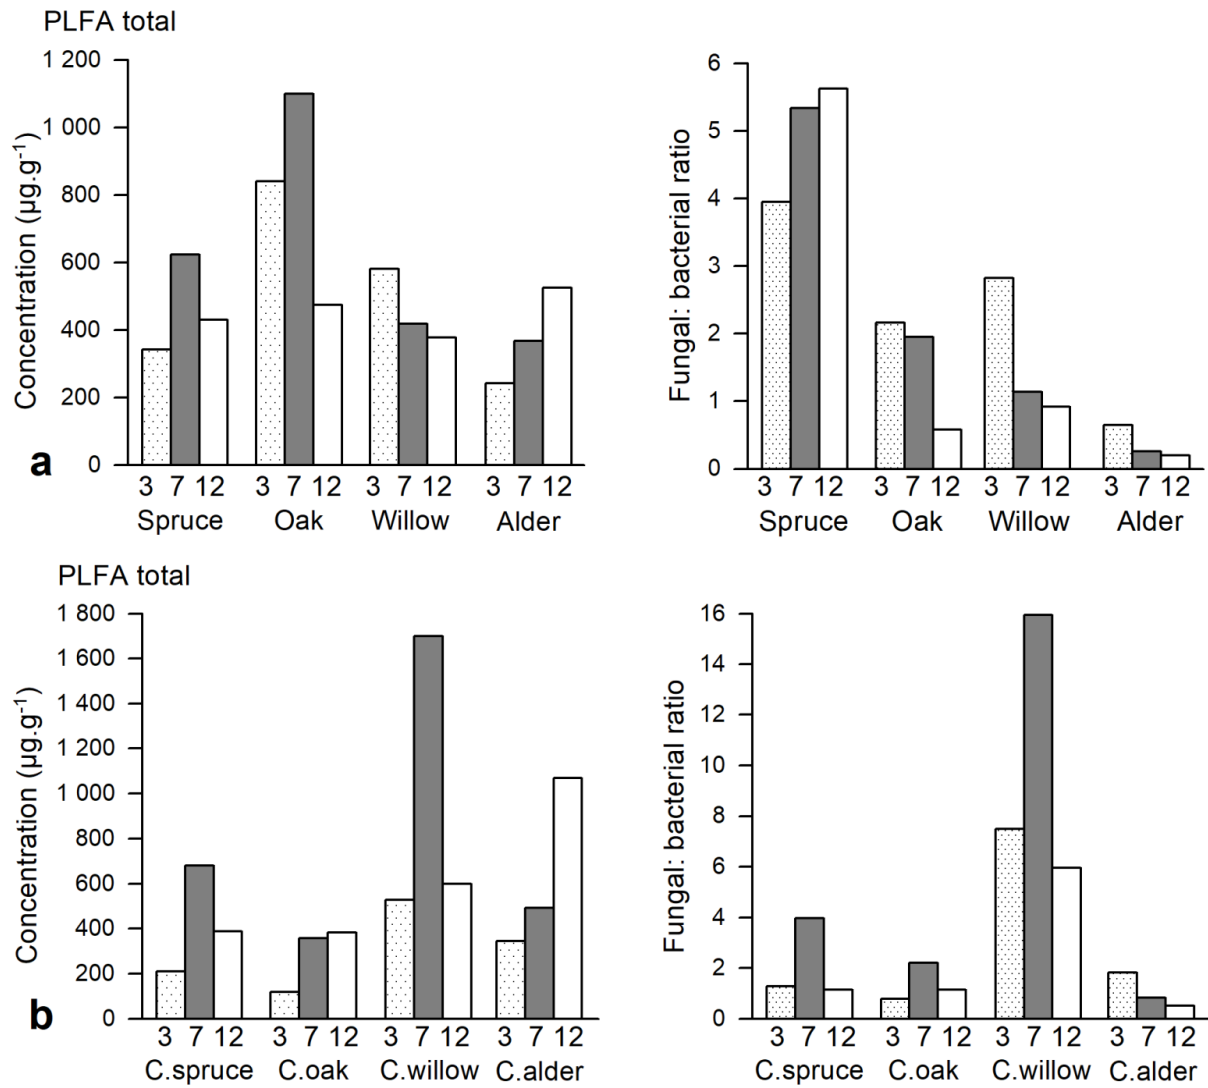 PLFA total
Concentration (µg.g⁻¹)
1 200
1 000
800
600
400
200
0
3 7 12 3 7 12 3 7 12 3 7 12
Spruce Oak Willow Alder
a
Fungal: bacterial ratio
6
5
4
3
2
1
0
3 7 12 3 7 12 3 7 12 3 7 12
Spruce Oak Willow Alder
PLFA total
Concentration (µg.g⁻¹)
1 800
1 600
1 400
1 200
1 000
800
600
400
200
0
3 7 12 3 7 12 3 7 12 3 7 12
C.spruce C.oak C.willow C.alder
b
Fungal: bacterial ratio
16
14
12
10
8
6
4
2
0
3 7 12 3 7 12 3 7 12 3 7 12
C.spruce C.oak C.willow C.alder